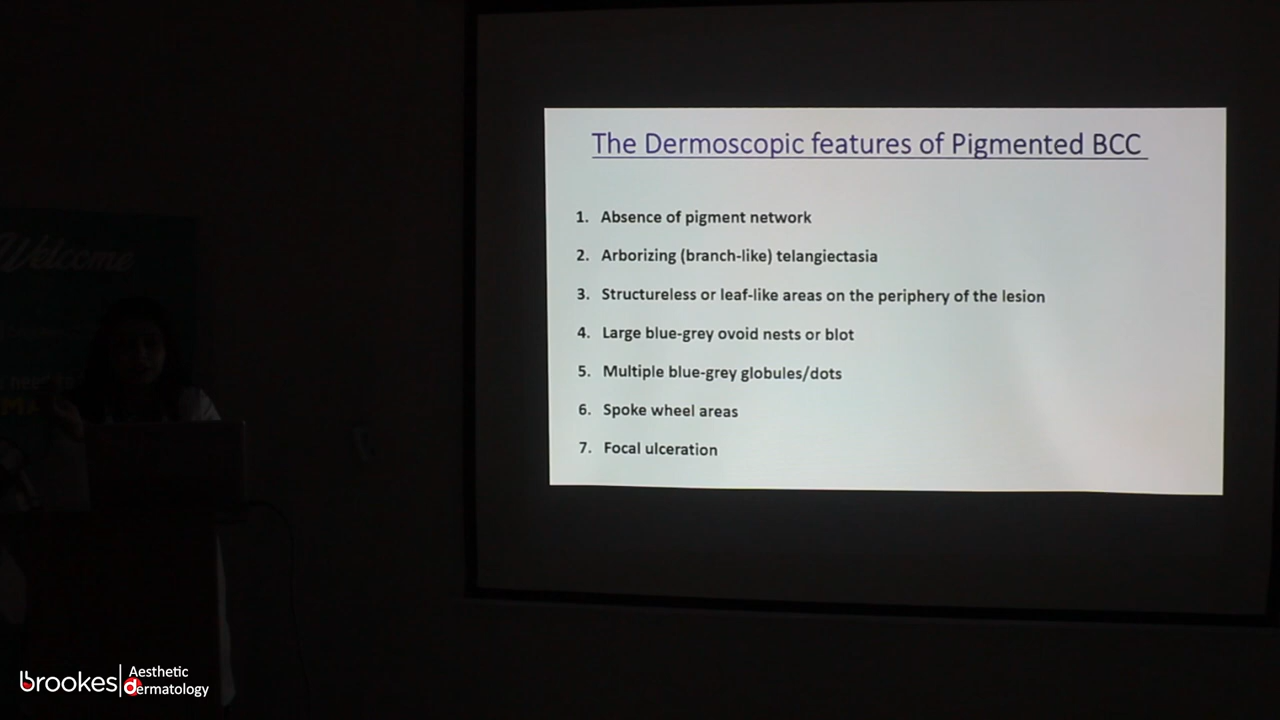 The Dermoscopic features of Pigmented BCC
1. Absence of pigment network
2. Arborizing (branch-like) telangiectasia
3. Structureless or leaf-like areas on the periphery of the lesion
4. Large blue-grey ovoid nests or blot
5. Multiple blue-grey globules/dots
6. Spoke wheel areas
7. Focal ulceration
Welcome
brookes Aesthetic
dermatology